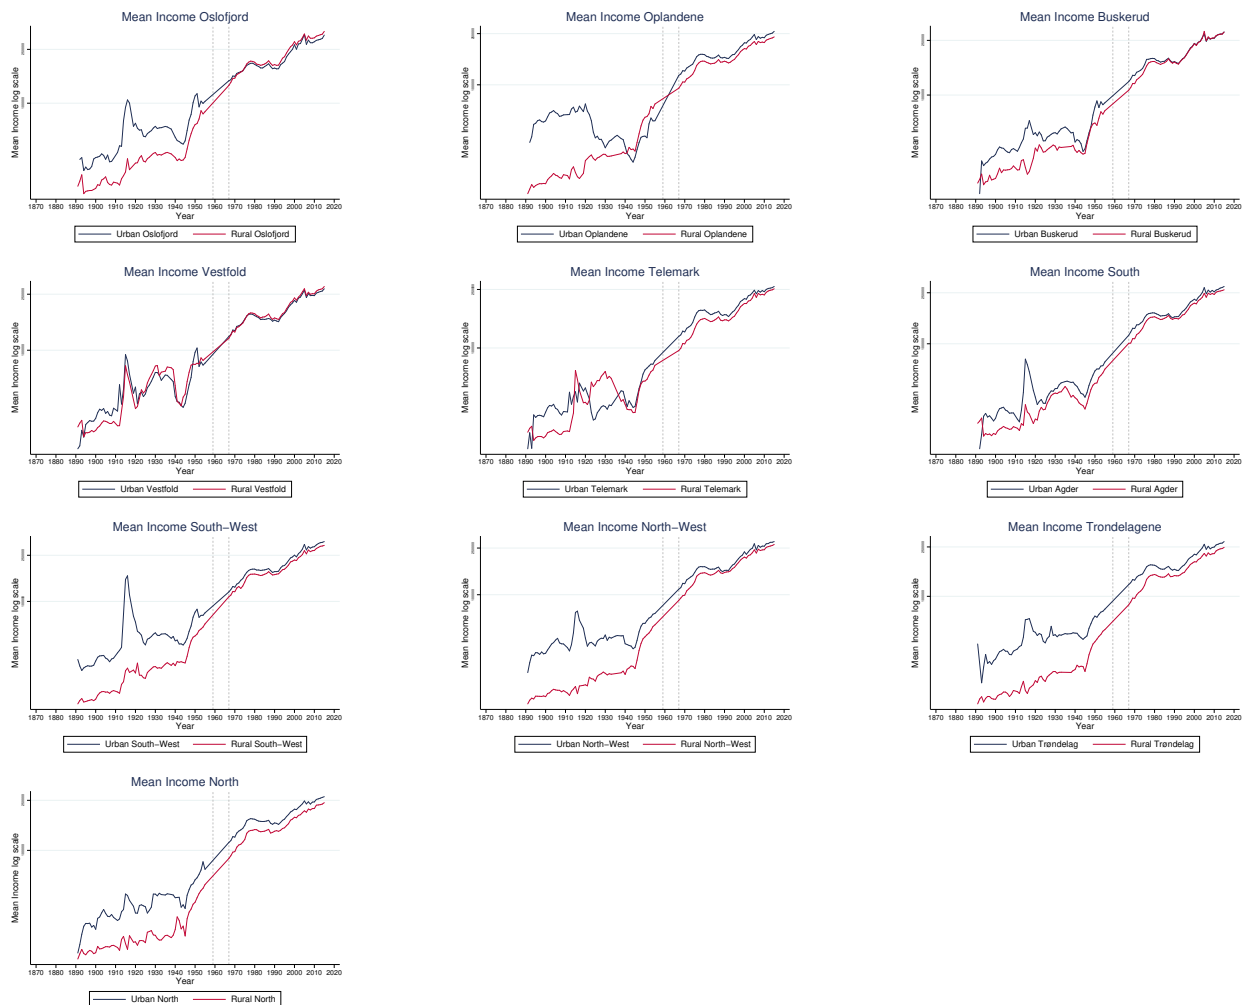 Mean Income Oslofjord
Mean Income log scale
1870 1880 1890 1900 1910 1920 1930 1940 1950 1960 1970 1980 1990 2000 2010 2020
Year
Urban Oslofjord Rural Oslofjord
Mean Income Oplandene
Mean Income log scale
1870 1880 1890 1900 1910 1920 1930 1940 1950 1960 1970 1980 1990 2000 2010 2020
Year
Urban Oplandene Rural Oplandene
Mean Income Buskerud
Mean Income log scale
1870 1880 1890 1900 1910 1920 1930 1940 1950 1960 1970 1980 1990 2000 2010 2020
Year
Urban Buskerud Rural Buskerud
Mean Income Vestfold
Mean Income log scale
1870 1880 1890 1900 1910 1920 1930 1940 1950 1960 1970 1980 1990 2000 2010 2020
Year
Urban Vestfold Rural Vestfold
Mean Income Telemark
Mean Income log scale
1870 1880 1890 1900 1910 1920 1930 1940 1950 1960 1970 1980 1990 2000 2010 2020
Year
Urban Telemark Rural Telemark
Mean Income South
Mean Income log scale
1870 1880 1890 1900 1910 1920 1930 1940 1950 1960 1970 1980 1990 2000 2010 2020
Year
Urban Agder Rural Agder
Mean Income South−West
Mean Income log scale
1870 1880 1890 1900 1910 1920 1930 1940 1950 1960 1970 1980 1990 2000 2010 2020
Year
Urban South−West Rural South−West
Mean Income North−West
Mean Income log scale
1870 1880 1890 1900 1910 1920 1930 1940 1950 1960 1970 1980 1990 2000 2010 2020
Year
Urban North−West Rural North−West
Mean Income Trondelagene
Mean Income log scale
1870 1880 1890 1900 1910 1920 1930 1940 1950 1960 1970 1980 1990 2000 2010 2020
Year
Urban Trøndelag Rural Trøndelag
Mean Income North
Mean Income log scale
1870 1880 1890 1900 1910 1920 1930 1940 1950 1960 1970 1980 1990 2000 2010 2020
Year
Urban North Rural North